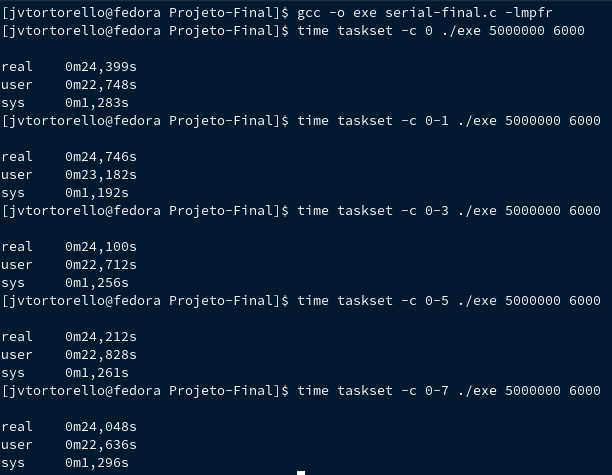 [jvtortorello@fedora Projeto-Final]$ gcc -o exe serial-final.c -lmpfr
[jvtortorello@fedora Projeto-Final]$ time taskset -c 0 ./exe 5000000 6000
real    0m24,399s
user    0m22,748s
sys     0m1,283s
[jvtortorello@fedora Projeto-Final]$ time taskset -c 0-1 ./exe 5000000 6000
real    0m24,746s
user    0m23,182s
sys     0m1,192s
[jvtortorello@fedora Projeto-Final]$ time taskset -c 0-3 ./exe 5000000 6000
real    0m24,100s
user    0m22,712s
sys     0m1,256s
[jvtortorello@fedora Projeto-Final]$ time taskset -c 0-5 ./exe 5000000 6000
real    0m24,212s
user    0m22,828s
sys     0m1,261s
[jvtortorello@fedora Projeto-Final]$ time taskset -c 0-7 ./exe 5000000 6000
real    0m24,048s
user    0m22,636s
sys     0m1,296s